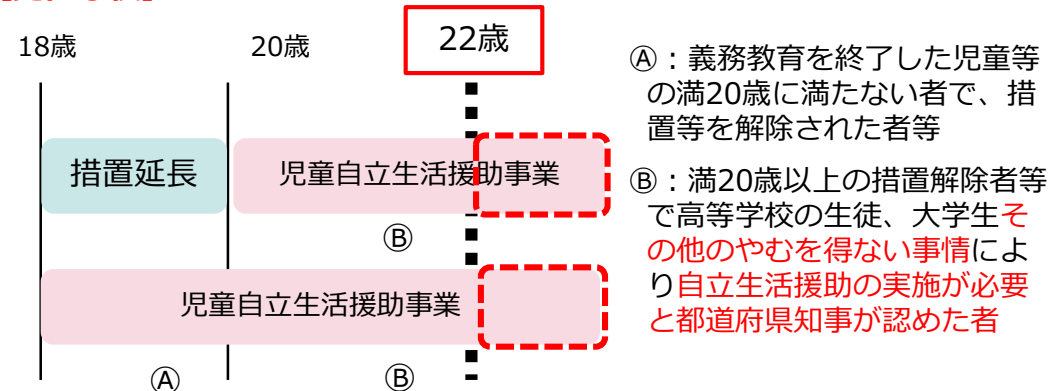 18歳
20歳
22歳
措置延長
児童自立生活援助事業
Ⓑ
児童自立生活援助事業
Ⓐ
Ⓑ
Ⓐ：義務教育を終了した児童等
の満20歳に満たない者で、措
置等を解除された者等
Ⓑ：満20歳以上の措置解除者等
で高等学校の生徒、大学生そ
の他のやむを得ない事情によ
り自立生活援助の実施が必要
と都道府県知事が認めた者